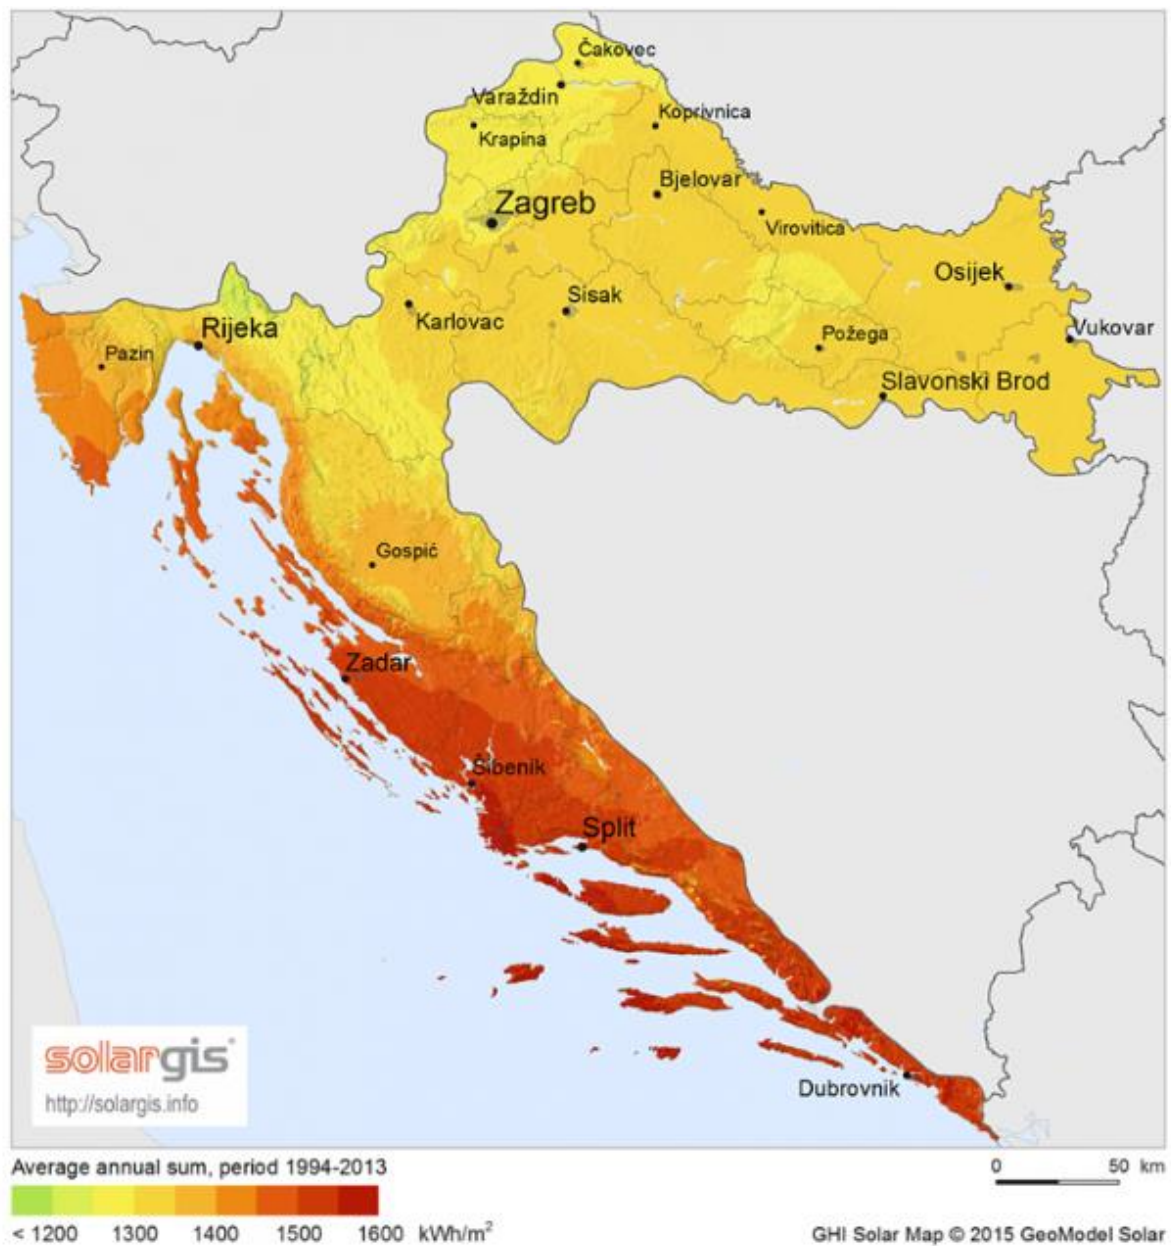 Čakovec
Varaždin
Koprivnica
Krapina
Bjelovar
Zagreb
Virovitica
Osijek
Sisak
Karlovac
Rijeka
Vukovar
Požega
Pazin
Slavonski Brod
Gospić
Zadar
Šibenik
Split
Dubrovnik
solargis®
http://solargis.info
Average annual sum, period 1994-2013
0 50 km
< 1200 1300 1400 1500 1600 kWh/m²
GHI Solar Map © 2015 GeoModel Solar